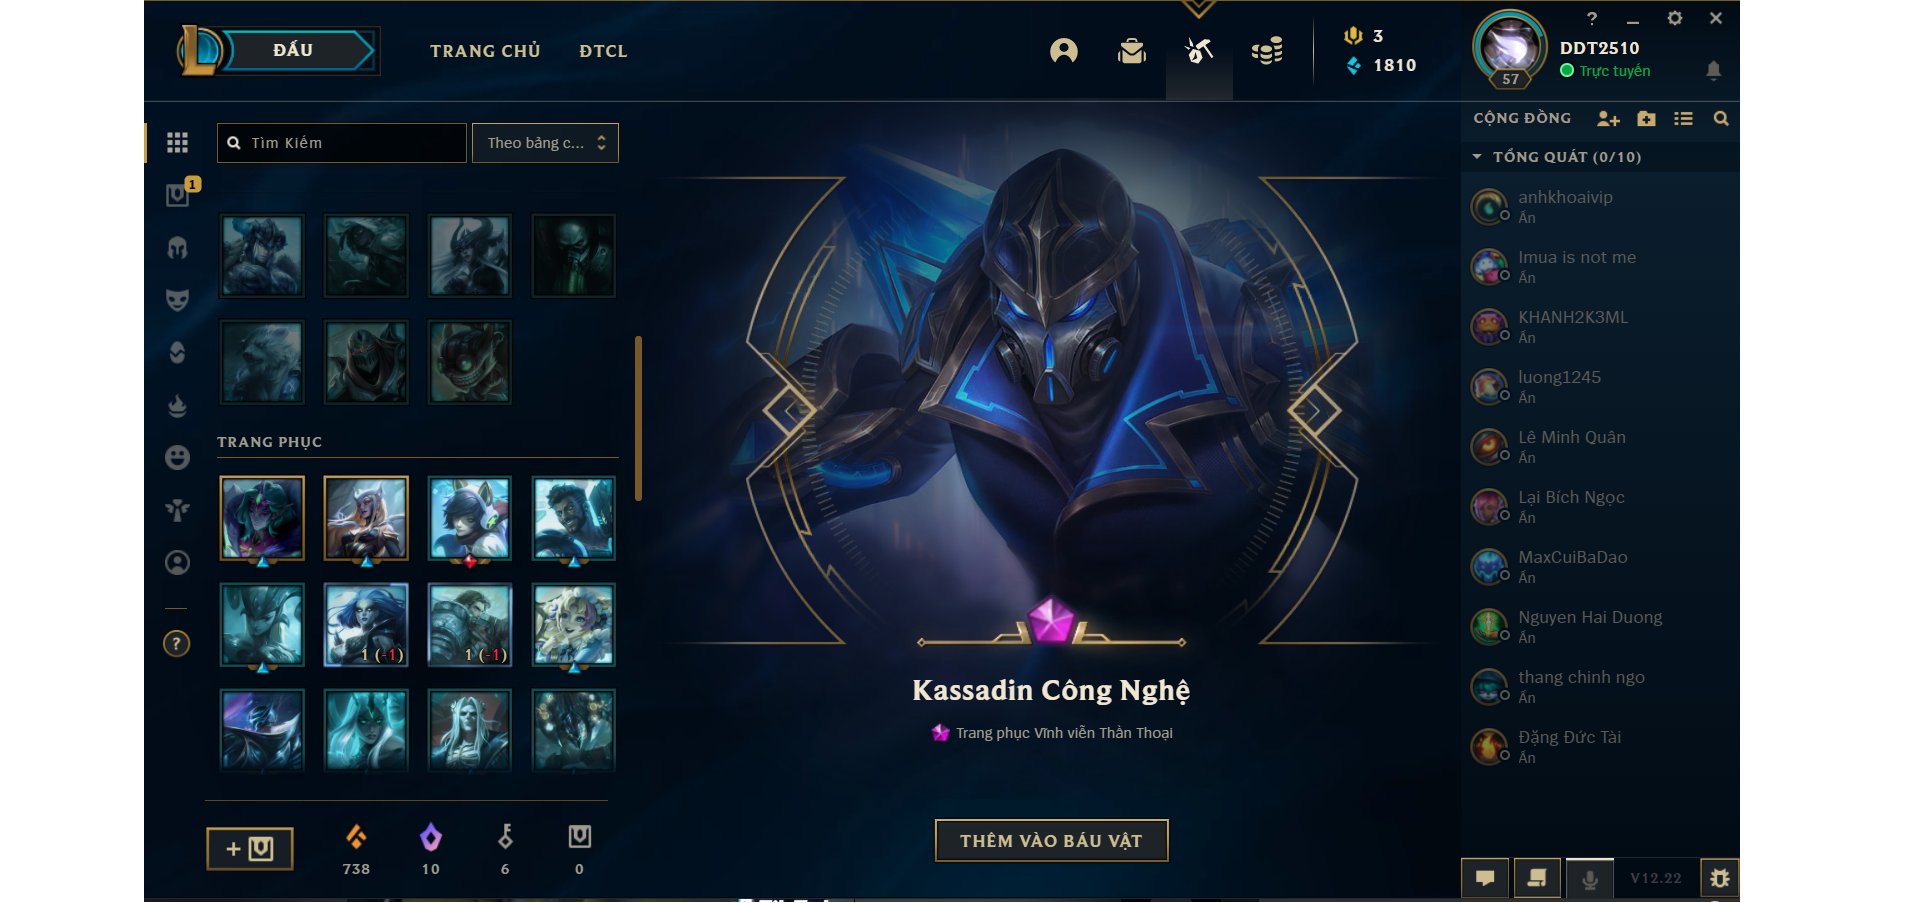 ĐẤU
TRANG CHỦ
ĐTCL
3
1810
57
?
DDT2510
Trực tuyến
Tìm Kiếm
Theo bảng c...
1
TRANG PHỤC
1 (-1)
1 (-1)
?
738
10
6
0
Kassadin Công Nghệ
Trang phục Vĩnh viễn Thần Thoại
THÊM VÀO BÁU VẬT
CỘNG ĐỒNG
TỔNG QUÁT (0/10)
anhkhoaivip
Ẩn
Imua is not me
Ẩn
KHANH2K3ML
Ẩn
luong1245
Ẩn
Lê Minh Quân
Ẩn
Lại Bích Ngọc
Ẩn
MaxCuiBaDao
Ẩn
Nguyen Hai Duong
Ẩn
thang chinh ngo
Ẩn
Đặng Đức Tài
Ẩn
V12.22